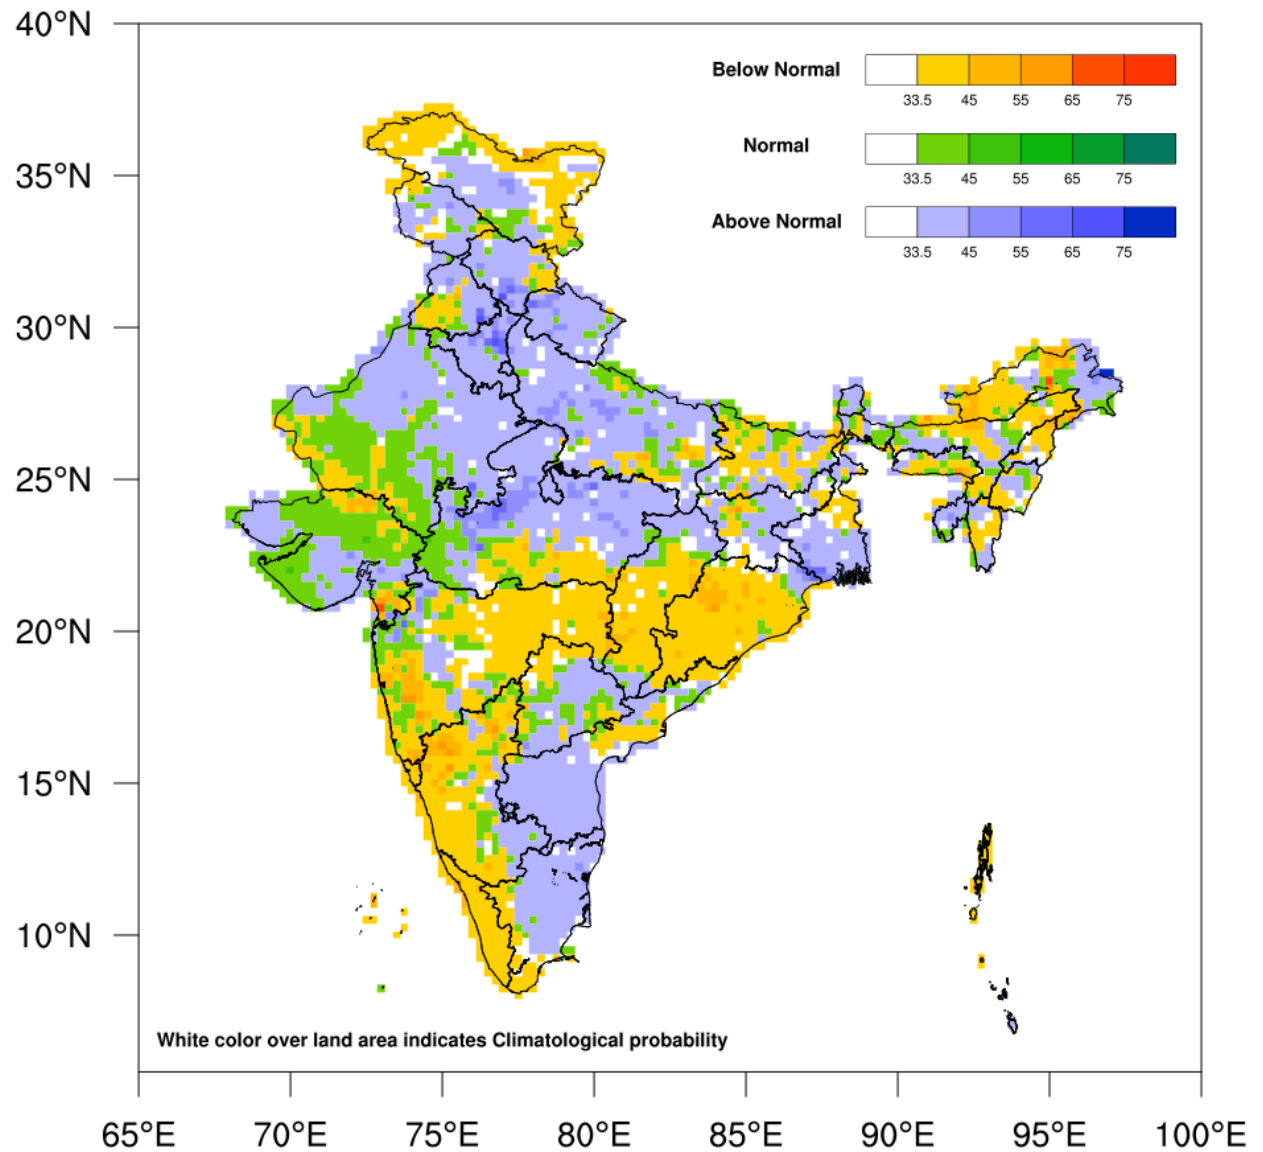 40°N
Below Normal
33.5 45 55 65 75
Normal
35°N
33.5 45 55 65 75
Above Normal
33.5 45 55 65 75
30°N
25°N
20°N
15°N
10°N
White color over land area indicates Climatological probability
65°E 70°E 75°E 80°E 85°E 90°E 95°E 100°E